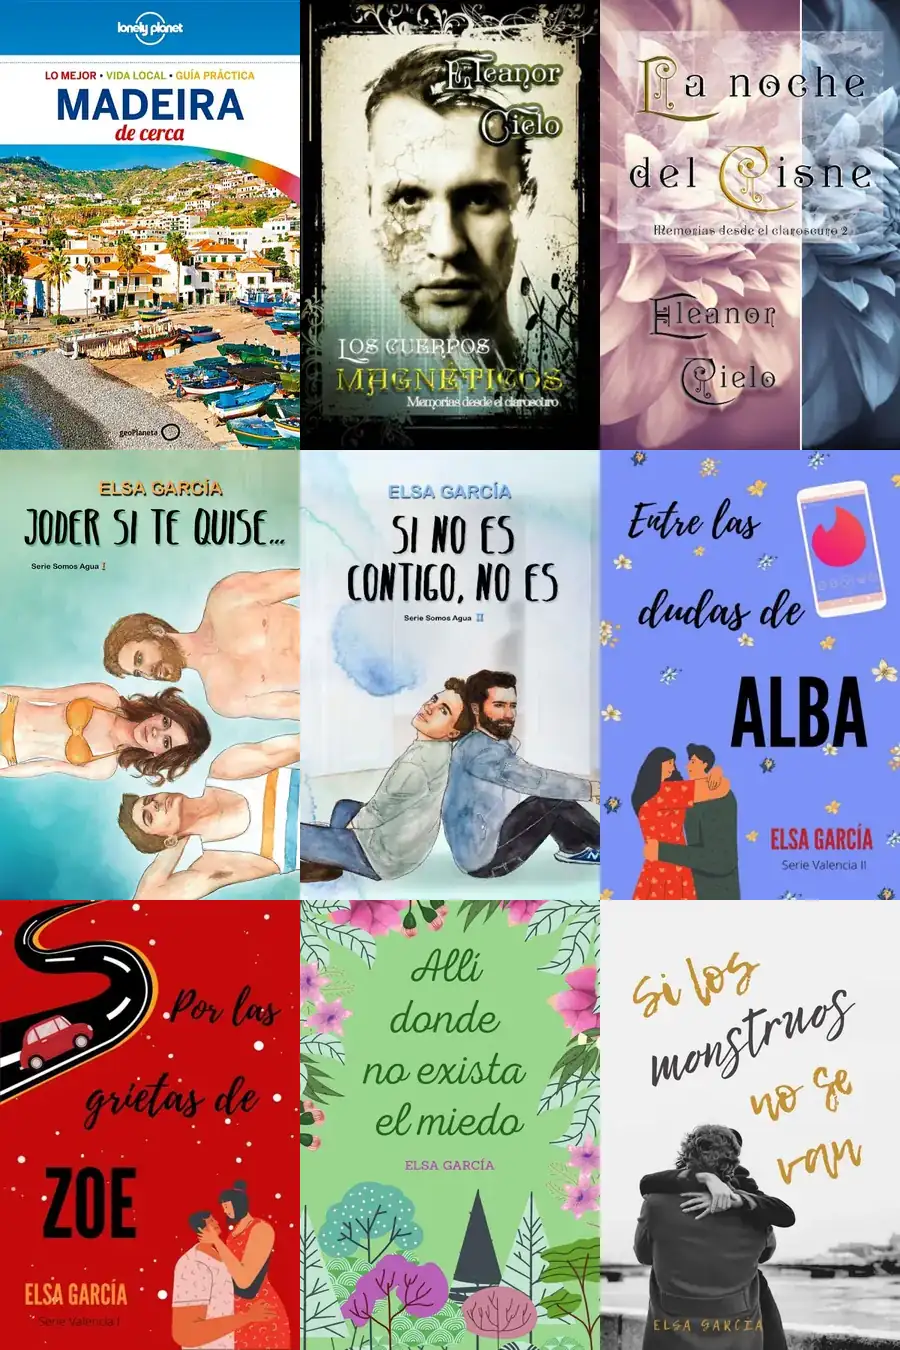 lonely planet
LO MEJOR • VIDA LOCAL • GUÍA PRÁCTICA
MADEIRA
de cerca
geoPlaneta
Eleanor
Cielo
LOS CUERPOS
MAGNÉTICOS
Memorias desde el claroscuro
La noche
del Cisne
Memorias desde el claroscuro 2
Eleanor
Cielo
ELSA GARCÍA
JODER SI TE QUISE...
Serie Somos Agua I
ELSA GARCÍA
SI NO ES
CONTIGO, NO ES
Serie Somos Agua II
Entre las
dudas de
ALBA
ELSA GARCÍA
Serie Valencia II
Por las
grietas de
ZOE
ELSA GARCÍA
Serie Valencia I
Allí
donde
no exista
el miedo
ELSA GARCÍA
si los
monstruos
no se
van
ELSA GARCÍA